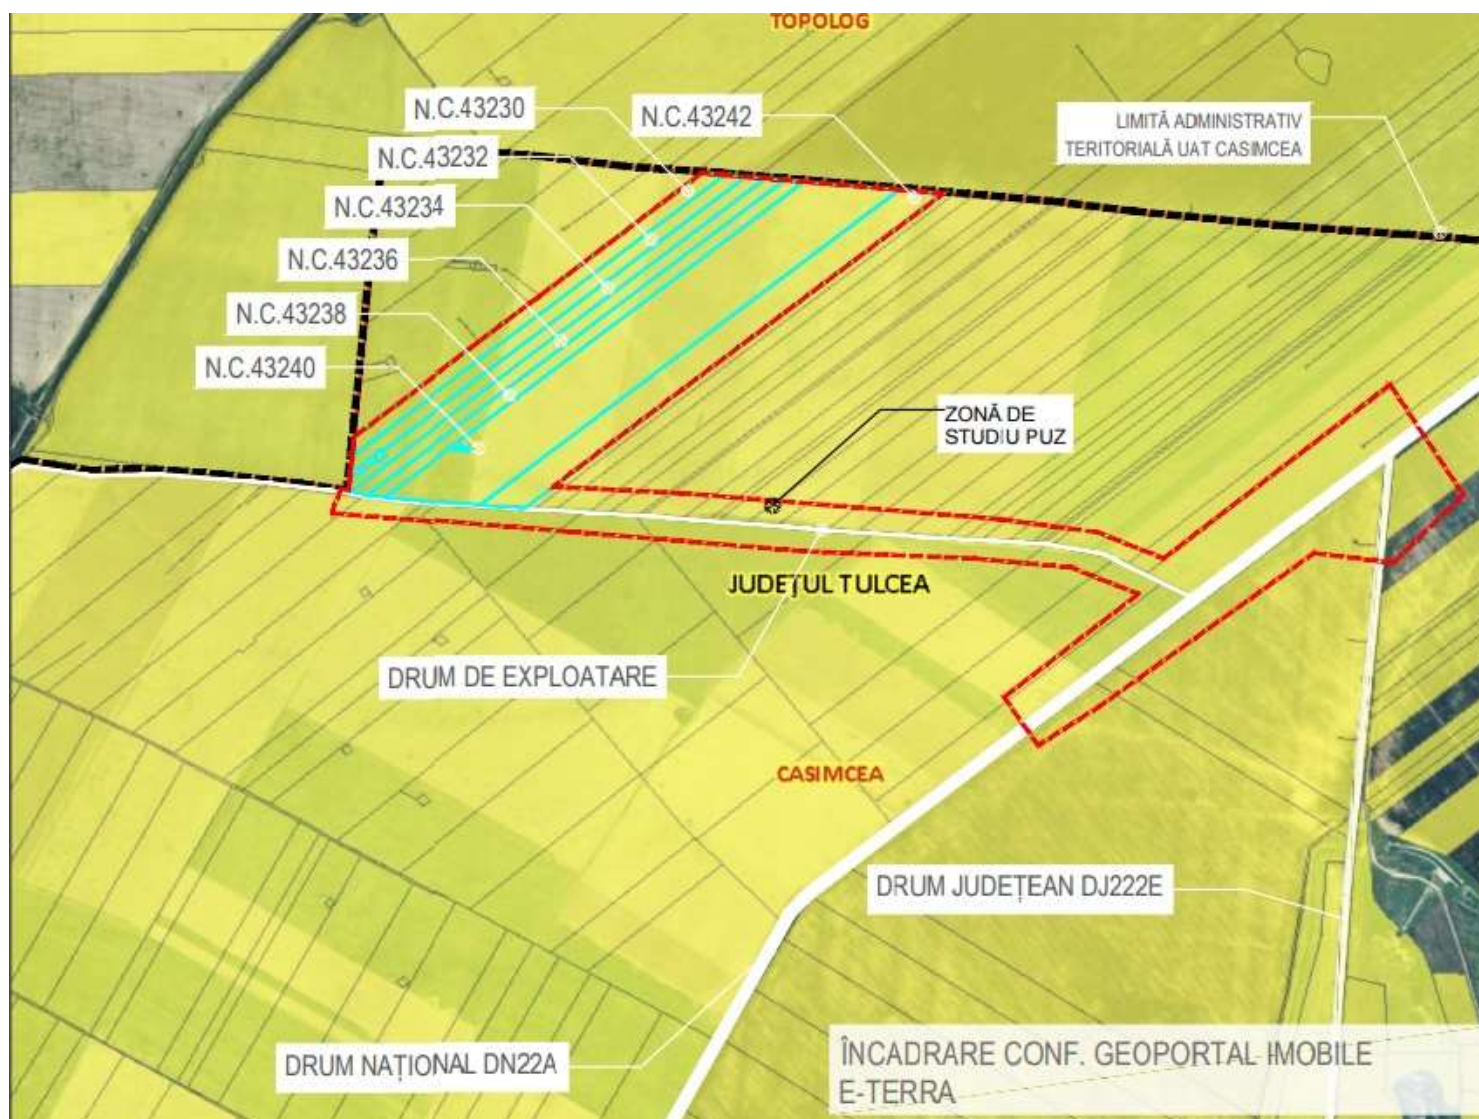 TOPOLOG
N.C.43230
N.C.43242
LIMITĂ ADMINISTRATIV
TERITORIALĂ UAT CASIMCEA
N.C.43232
N.C.43234
N.C.43236
N.C.43238
N.C.43240
ZONĂ DE
STUDIU PUZ
JUDEȚUL TULCEA
DRUM DE EXPLOATARE
CASIMCEA
DRUM JUDEȚEAN DJ222E
DRUM NAȚIONAL DN22A
ÎNCADRARE CONF. GEOPORTAL IMOBILE
E-TERRA